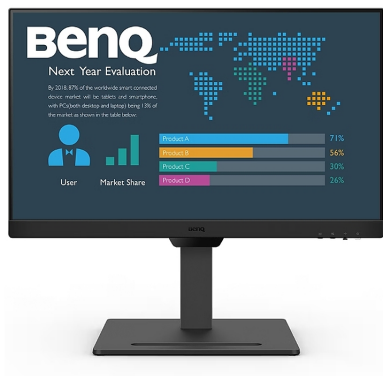 BenQ
Next Year Evaluation
By 2018, 87% of the worldwide smart connected
device market will be tablets and smartphone,
with PCs(both desktop and laptop) being 13% of
the market as shown in the table below:
Product A 71%
Product B 56%
Product C 30%
Product D 26%
User Market Share
BenQ